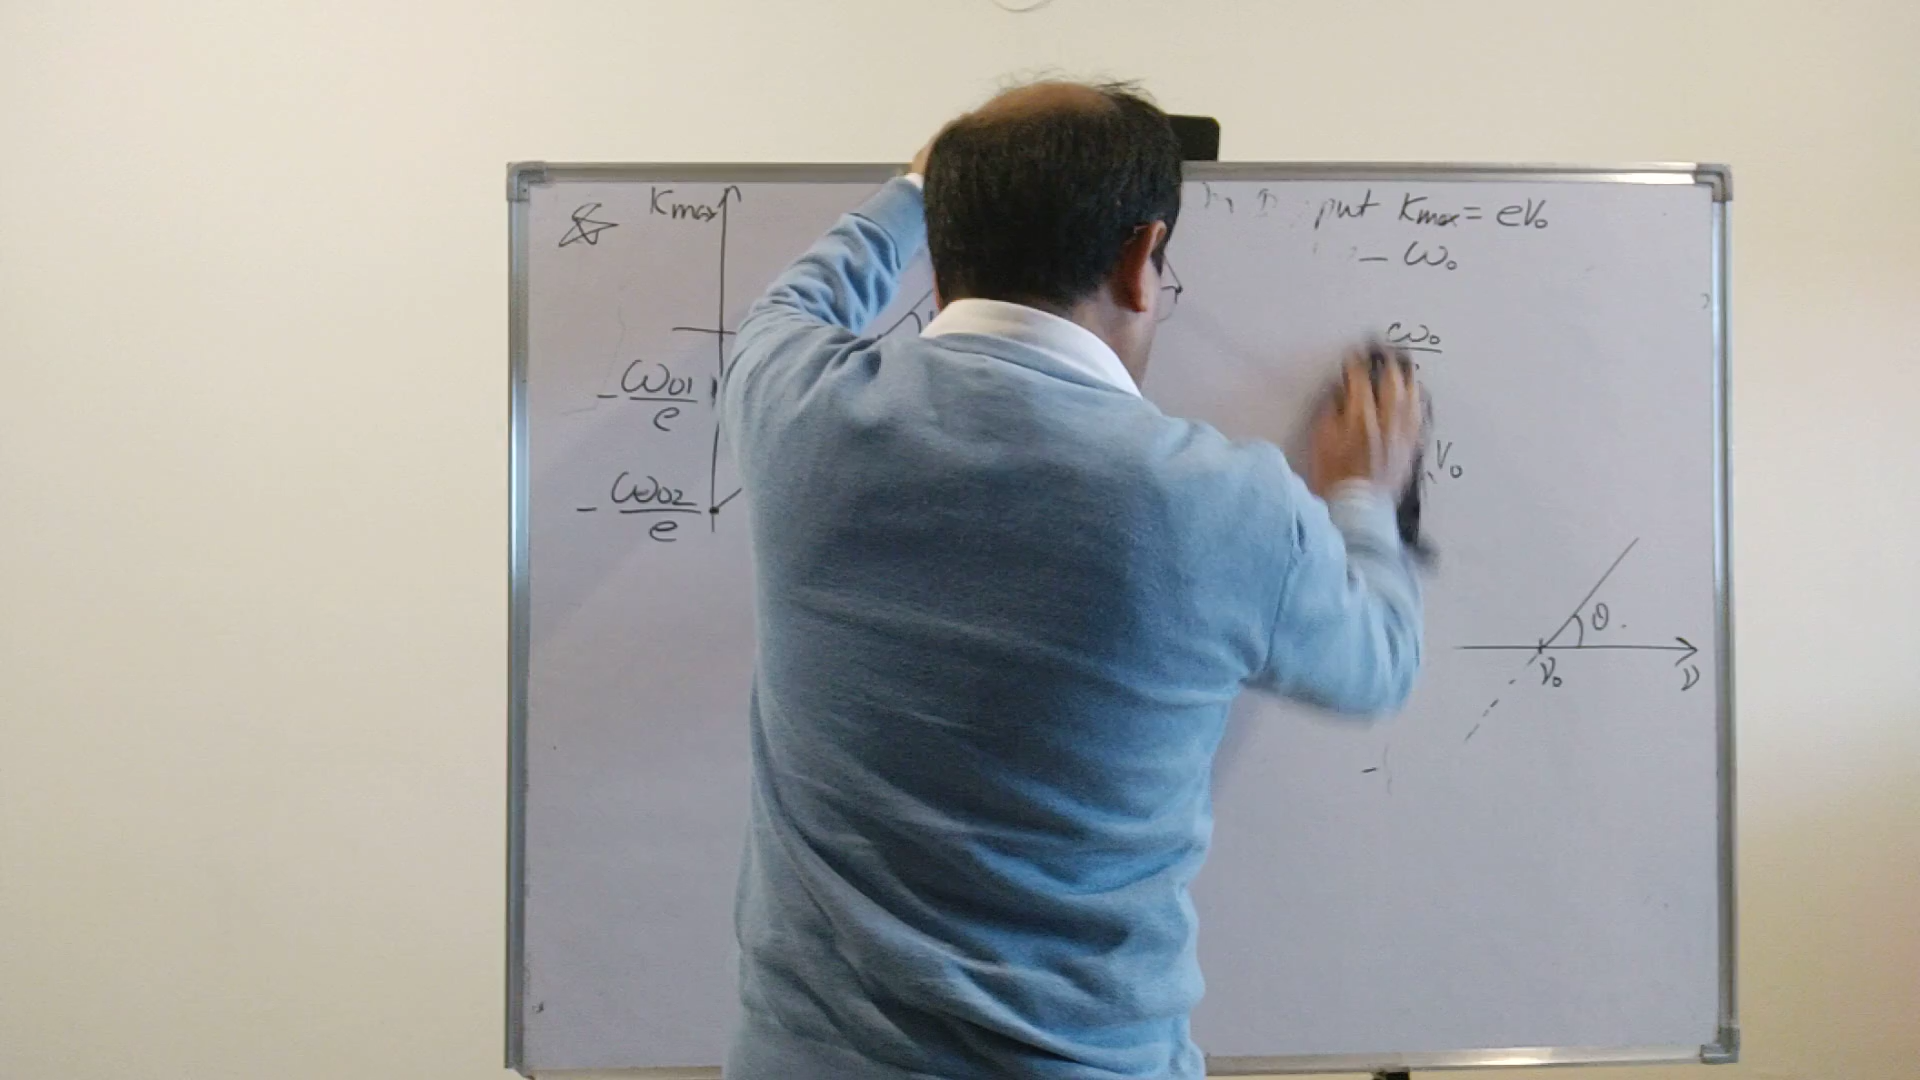 Kmax
-ω01/e
-ω02/e
put Kmax = eV₀
- ω₀
ω₀
V₀
θ
ν₀
ν